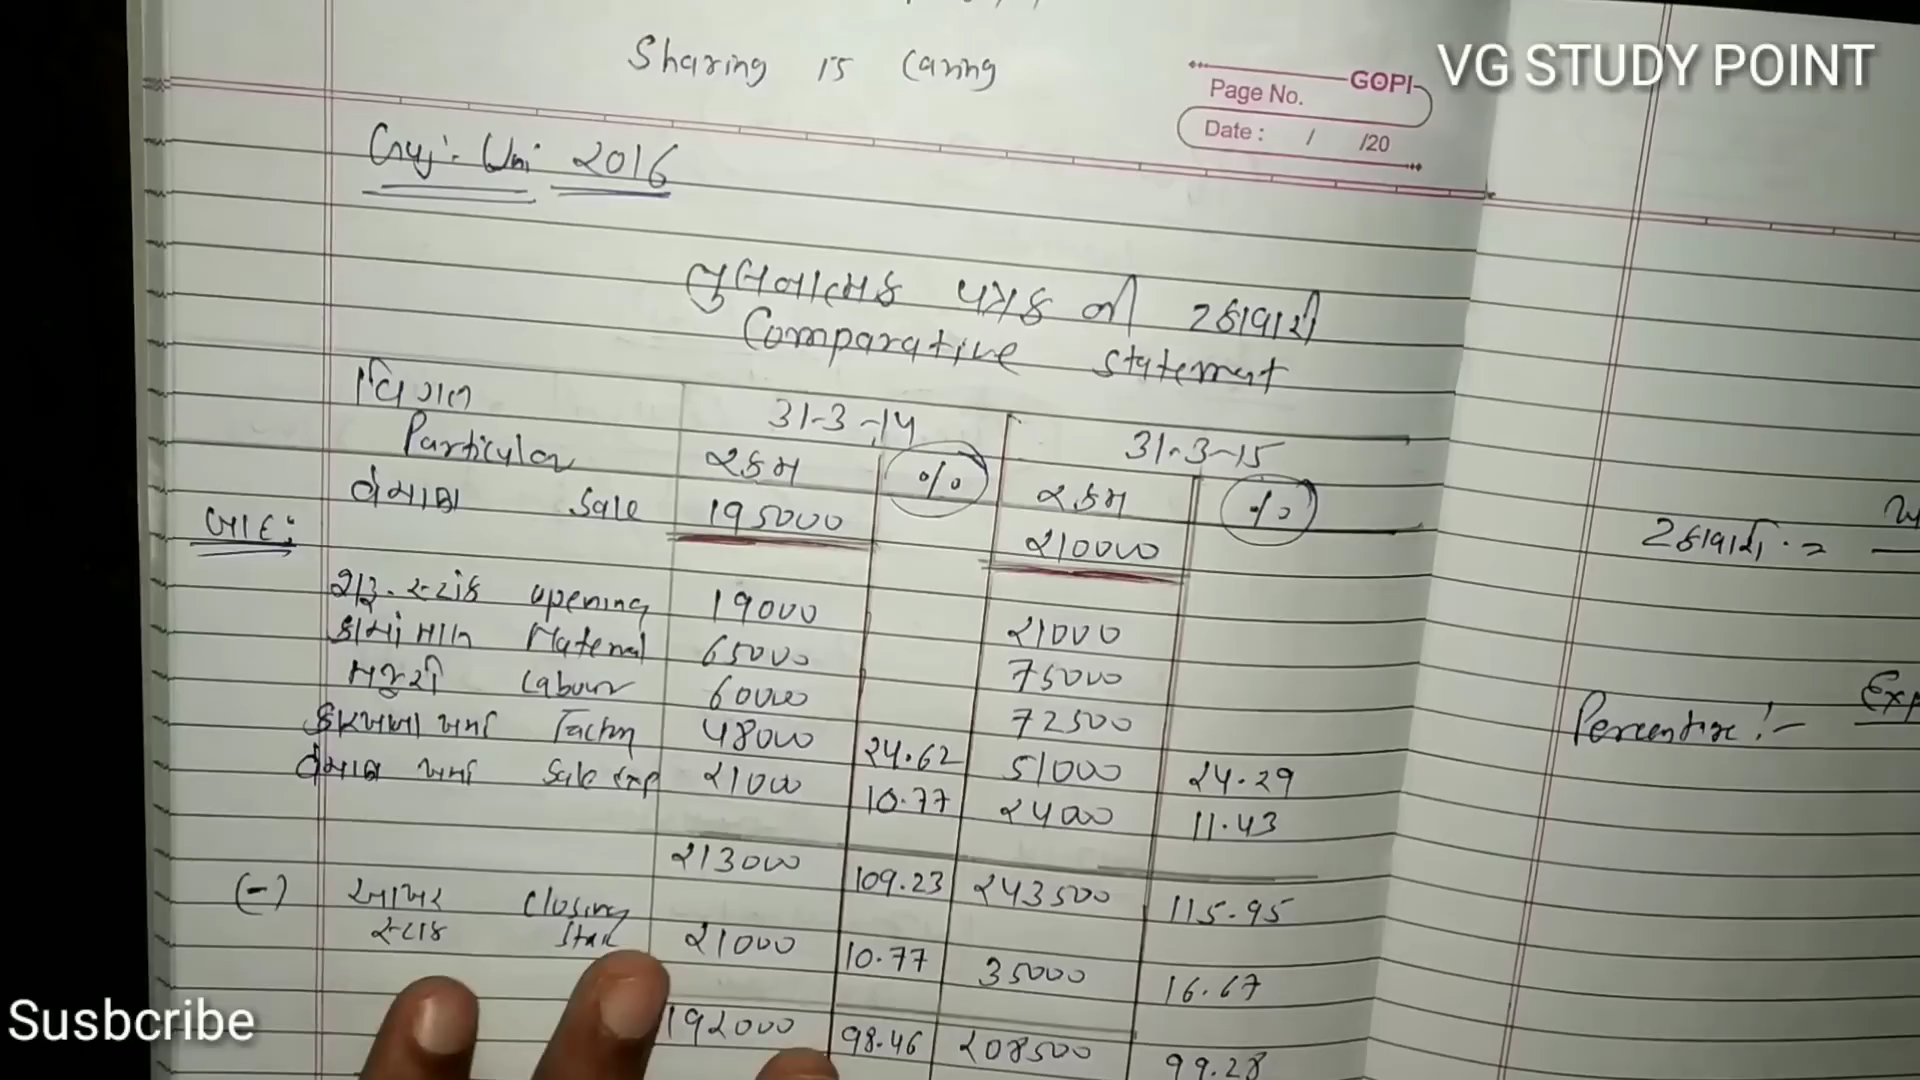 Sharing is Caring
GOPI
VG STUDY POINT
Page No.
Date : / /20
Guj. Uni 2016
તુલનાત્મક પત્રક ની ટકાવારી
Comparative Statement
વિગત 31-3-14 31-3-15
Particular રકમ % રકમ %
વેચાણ Sale 195000 210000
બાદ:
શરૂ. સ્ટોક opening 19000 21000
કાચો માલ Material 65000 75000
મજૂરી Labour 60000 72500
કારખાના ખર્ચ 48000 24.62 51000 24.29
વેચાણ ખર્ચ Sale Exp 21000 10.77 24000 11.43
213000 109.23 243500 115.95
(-) આખર સ્ટોક Closing 21000 10.77 35000 16.67
192000 98.46 208500 99.28
ટકાવારી =
Percentage :- Exp
Susbcribe